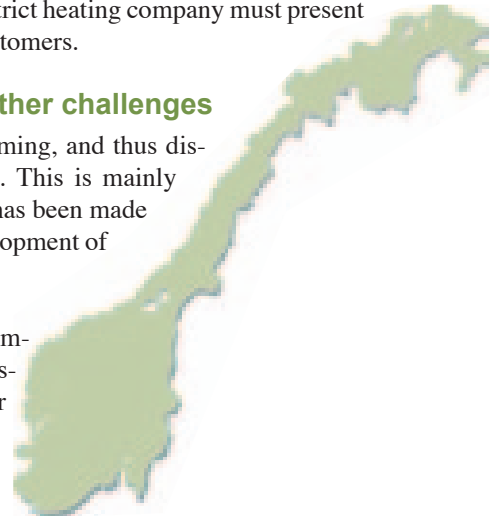 trict heating company must present
tomers.
ther challenges
ming, and thus dis-
. This is mainly
has been made
opment of
m-
s-
r